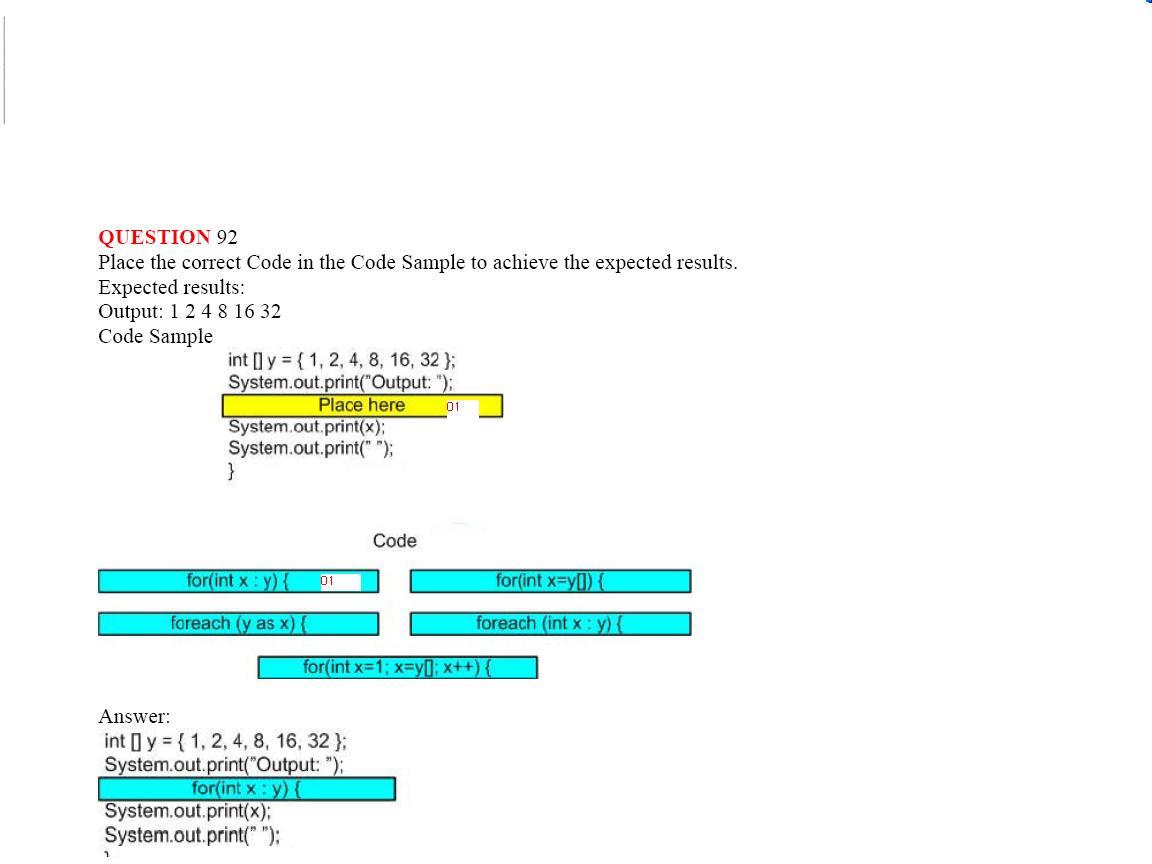 QUESTION 92
Place the correct Code in the Code Sample to achieve the expected results.
Expected results:
Output: 1 2 4 8 16 32
Code Sample
int [] y = { 1, 2, 4, 8, 16, 32 };
System.out.print("Output: ");
Place here 01
System.out.print(x);
System.out.print(" ");
}
Code
for(int x : y) { 01
for(int x=y[]) {
foreach (y as x) {
foreach (int x : y) {
for(int x=1; x=y[]; x++) {
Answer:
int [] y = { 1, 2, 4, 8, 16, 32 };
System.out.print("Output: ");
for(int x : y) {
System.out.print(x);
System.out.print(" ");